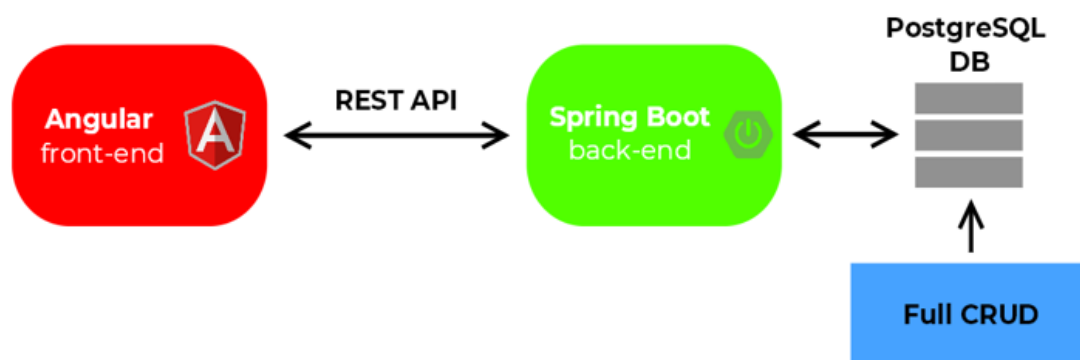 PostgreSQL
DB
REST API
Angular
front-end
A
Spring Boot
back-end
Full CRUD